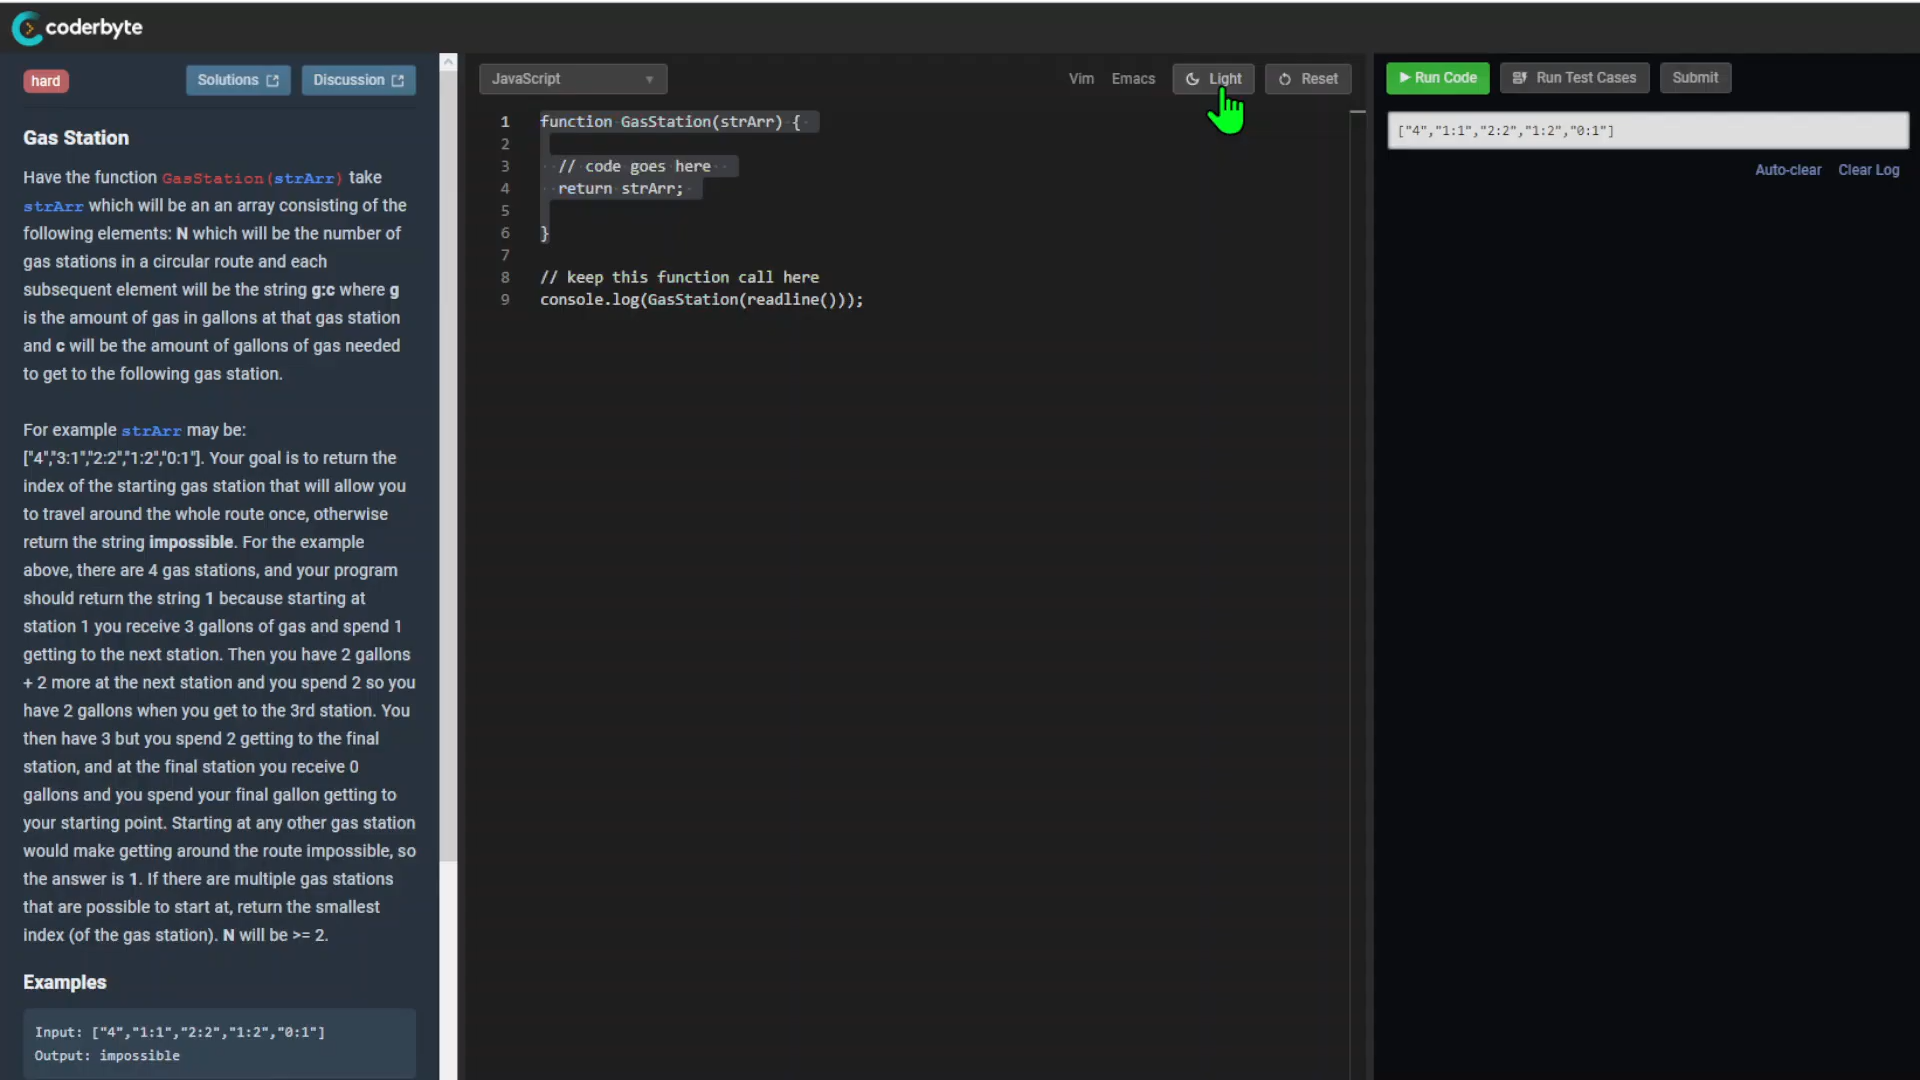 coderbyte
hard
Solutions
Discussion
Gas Station
Have the function GasStation(strArr) take
strArr which will be an an array consisting of the
following elements: N which will be the number of
gas stations in a circular route and each
subsequent element will be the string g:c where g
is the amount of gas in gallons at that gas station
and c will be the amount of gallons of gas needed
to get to the following gas station.
For example strArr may be:
["4","3:1","2:2","1:2","0:1"]. Your goal is to return the
index of the starting gas station that will allow you
to travel around the whole route once, otherwise
return the string impossible. For the example
above, there are 4 gas stations, and your program
should return the string 1 because starting at
station 1 you receive 3 gallons of gas and spend 1
getting to the next station. Then you have 2 gallons
+ 2 more at the next station and you spend 2 so you
have 2 gallons when you get to the 3rd station. You
then have 3 but you spend 2 getting to the final
station, and at the final station you receive 0
gallons and you spend your final gallon getting to
your starting point. Starting at any other gas station
would make getting around the route impossible, so
the answer is 1. If there are multiple gas stations
that are possible to start at, return the smallest
index (of the gas station). N will be >= 2.
Examples
Input: ["4","1:1","2:2","1:2","0:1"]
Output: impossible
JavaScript
Vim
Emacs
Light
Reset
1 function GasStation(strArr) {
2
3 // code goes here
4 return strArr;
5
6 }
7
8 // keep this function call here
9 console.log(GasStation(readline()));
Run Code
Run Test Cases
Submit
["4","1:1","2:2","1:2","0:1"]
Auto-clear
Clear Log